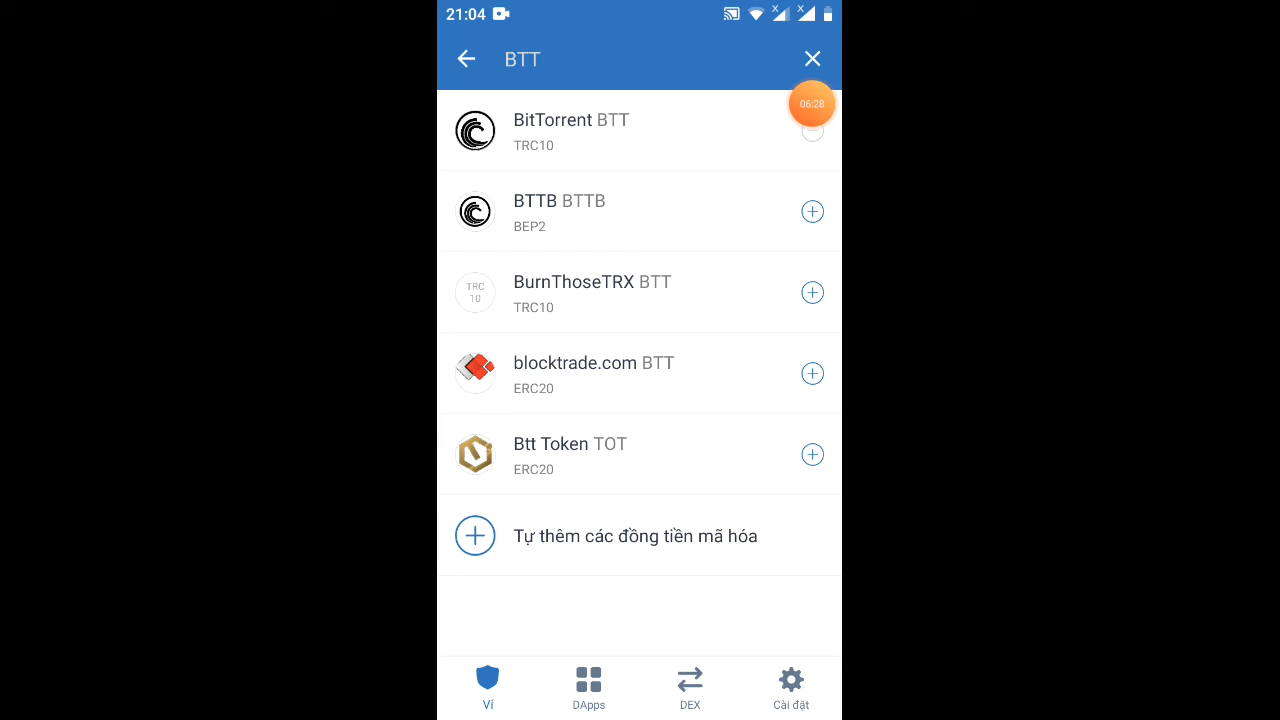 21:04
BTT
06:28
BitTorrent BTT
TRC10
BTTB BTTB
BEP2
TRC
10
BurnThoseTRX BTT
TRC10
blocktrade.com BTT
ERC20
Btt Token TOT
ERC20
Tự thêm các đồng tiền mã hóa
Ví
DApps
DEX
Cài đặt